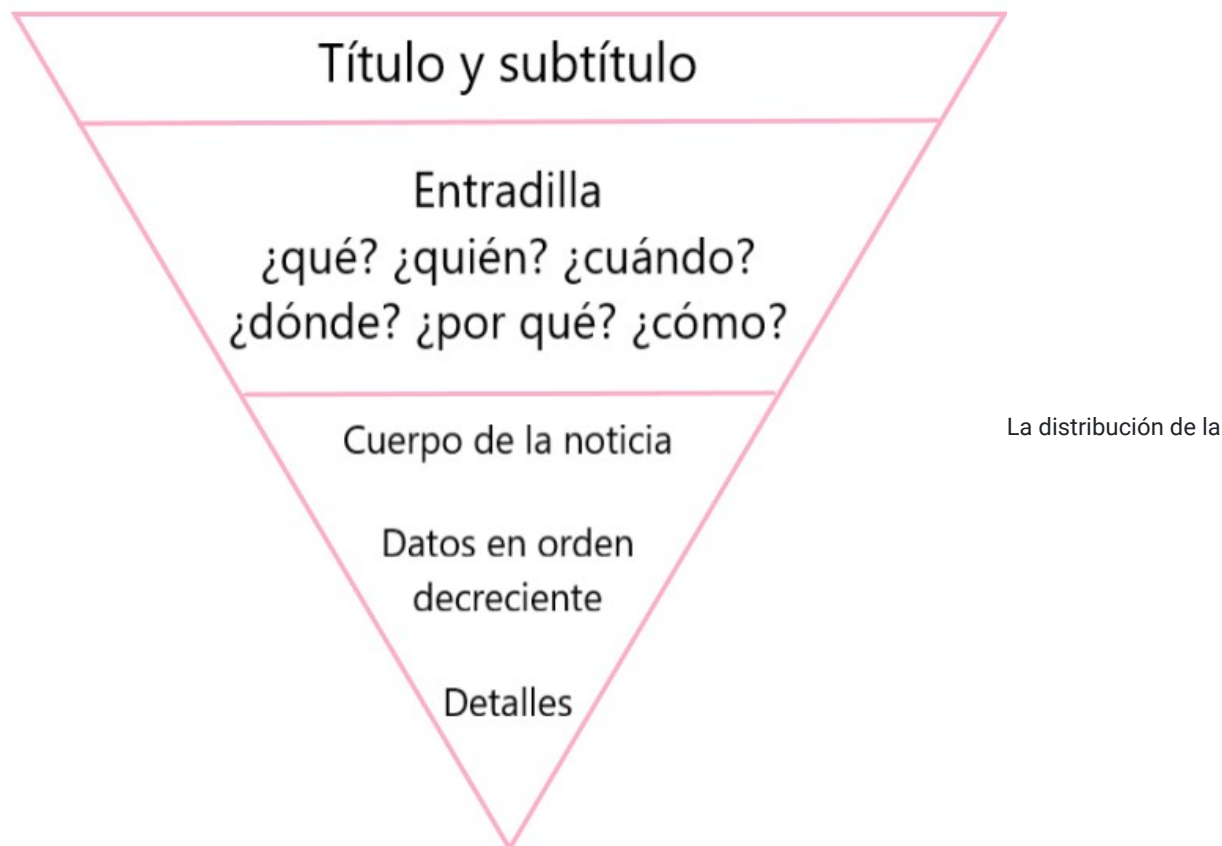 Título y subtítulo
Entradilla
¿qué? ¿quién? ¿cuándo?
¿dónde? ¿por qué? ¿cómo?
Cuerpo de la noticia
Datos en orden
decreciente
Detalles
La distribución de la